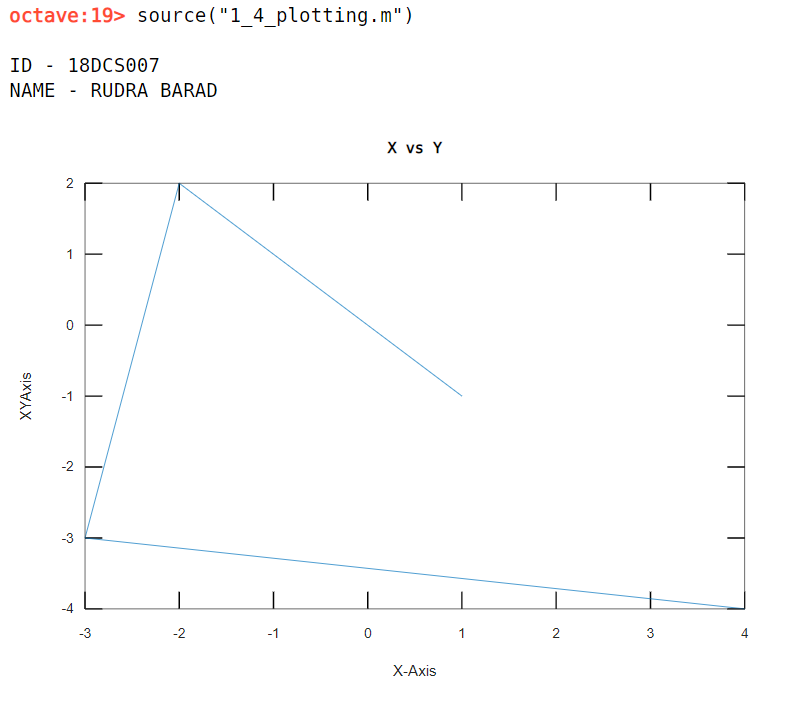 octave:19> source("1_4_plotting.m")
ID - 18DCS007
NAME - RUDRA BARAD
X vs Y
2
1
0
-1
-2
-3
-4
XYAxis
-3 -2 -1 0 1 2 3 4
X-Axis